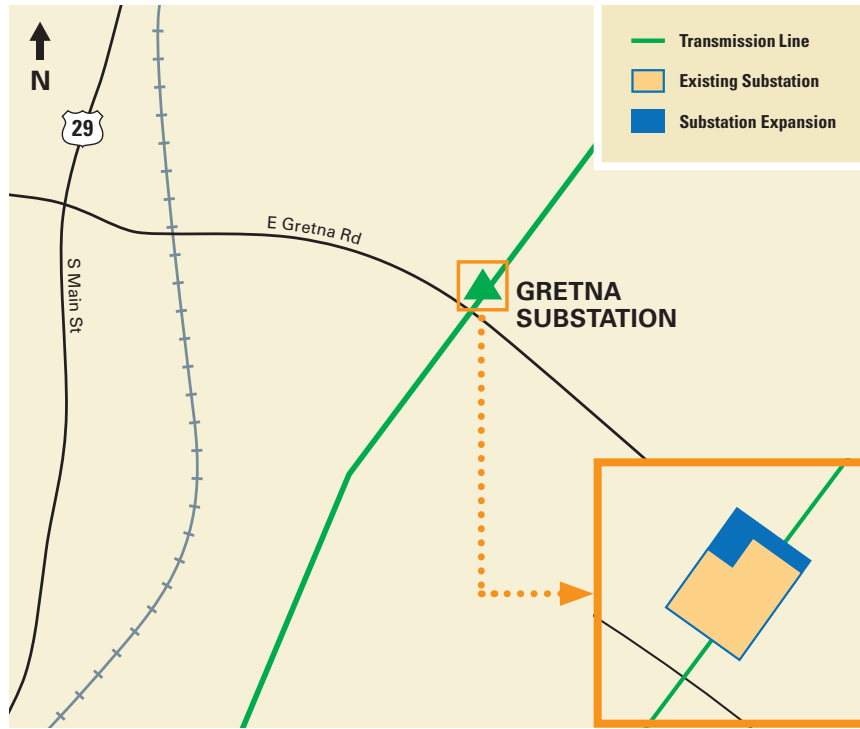 N
29
Transmission Line
Existing Substation
Substation Expansion
E Gretna Rd
S Main St
GRETNA
SUBSTATION